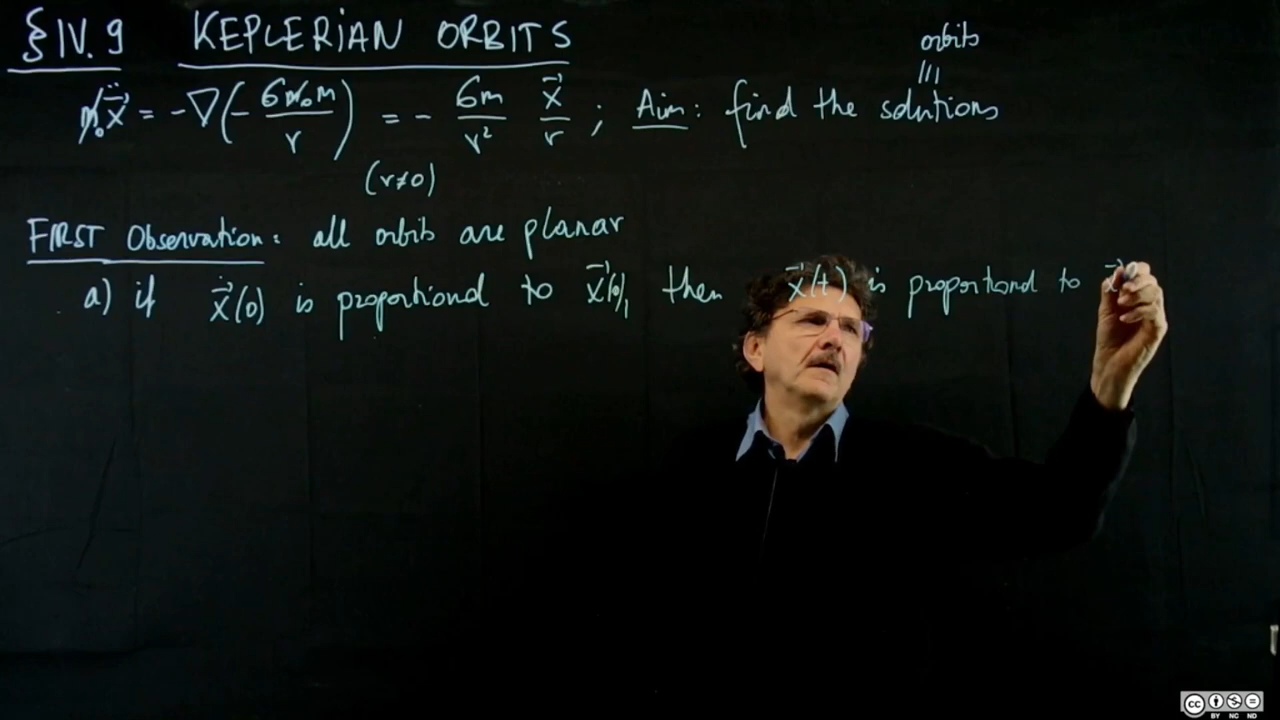 § IV.9 KEPLERIAN ORBITS
orbits
|||
m₀ẍ⃗ = -∇(- Gm₀m / r) = - Gm / r² x⃗ / r ; Aim: find the solutions
(r≠0)
FIRST Observation: all orbits are planar
a) if ẋ⃗(0) is proportional to x⃗(0), then x⃗(t) is proportional to x⃗